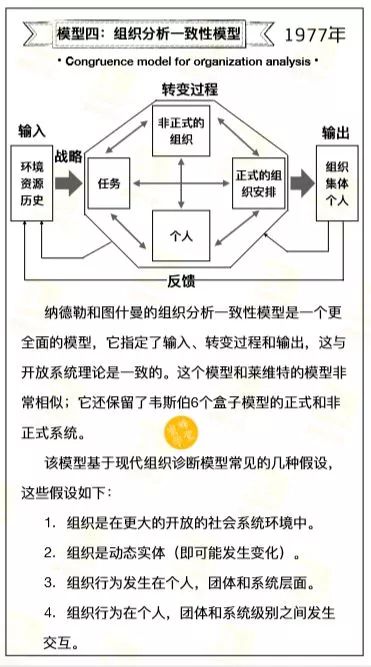 模型四：组织分析一致性模型
1977年
• Congruence model for organization analysis •
转变过程
输入
输出
战略
非正式的
组织
环境
资源
历史
任务
正式的组
织安排
组织
集体
个人
个人
反馈
纳德勒和图什曼的组织分析一致性模型是一个更
全面的模型，它指定了输入、转变过程和输出，这与
开放系统理论是一致的。这个模型和莱维特的模型非
常相似；它还保留了韦斯伯6个盒子模型的正式和非
正式系统。
该模型基于现代组织诊断模型常见的几种假设，
这些假设如下：
1. 组织是在更大的开放的社会系统环境中。
2. 组织是动态实体（即可能发生变化）。
3. 组织行为发生在个人，团体和系统层面。
4. 组织行为在个人，团体和系统级别之间发生
交互。